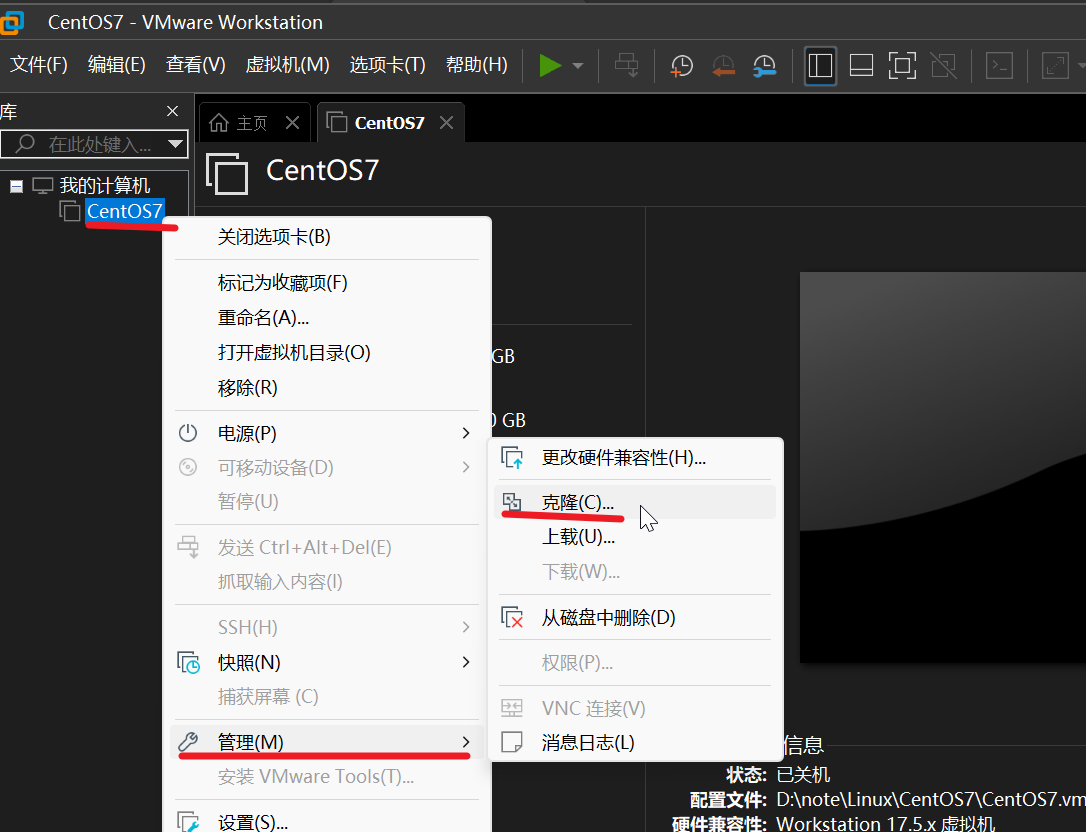 CentOS7 - VMware Workstation
文件(F) 编辑(E) 查看(V) 虚拟机(M) 选项卡(T) 帮助(H)
库
主页 CentOS7
在此处键入...
CentOS7
我的计算机
CentOS7
关闭选项卡(B)
标记为收藏项(F)
重命名(A)...
打开虚拟机目录(O)
GB
移除(R)
0 GB
电源(P)
可移动设备(D)
暂停(U)
发送 Ctrl+Alt+Del(E)
抓取输入内容(I)
SSH(H)
快照(N)
捕获屏幕 (C)
管理(M)
安装 VMware Tools(T)...
设置(S)...
更改硬件兼容性(H)...
克隆(C)...
上载(U)...
下载(W)...
从磁盘中删除(D)
权限(P)...
VNC 连接(V)
消息日志(L)
信息
状态: 已关机
配置文件: D:\note\Linux\CentOS7\CentOS7.vm
硬件兼容性: Workstation 17.5.x 虚拟机